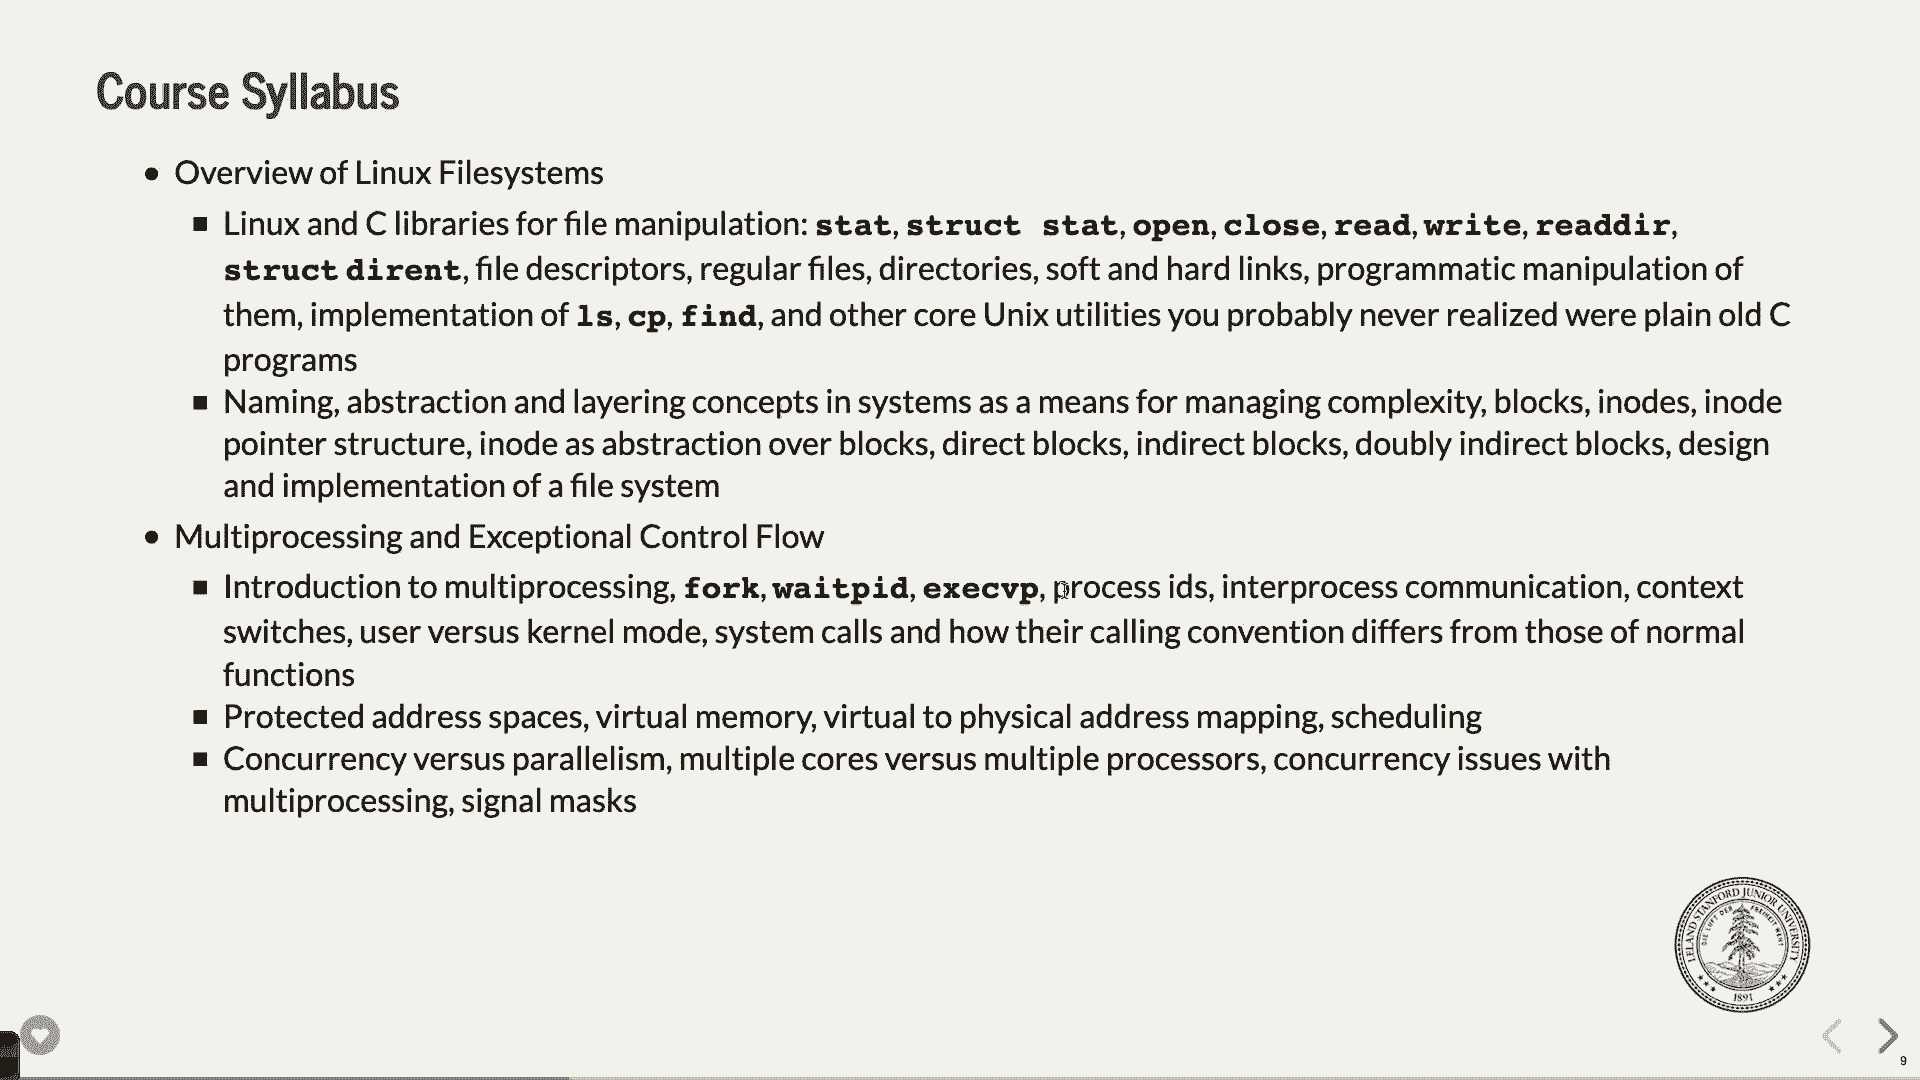 Course Syllabus
• Overview of Linux Filesystems
▪ Linux and C libraries for file manipulation: stat, struct stat, open, close, read, write, readdir,
struct dirent, file descriptors, regular files, directories, soft and hard links, programmatic manipulation of
them, implementation of ls, cp, find, and other core Unix utilities you probably never realized were plain old C
programs
▪ Naming, abstraction and layering concepts in systems as a means for managing complexity, blocks, inodes, inode
pointer structure, inode as abstraction over blocks, direct blocks, indirect blocks, doubly indirect blocks, design
and implementation of a file system
• Multiprocessing and Exceptional Control Flow
▪ Introduction to multiprocessing, fork, waitpid, execvp, process ids, interprocess communication, context
switches, user versus kernel mode, system calls and how their calling convention differs from those of normal
functions
▪ Protected address spaces, virtual memory, virtual to physical address mapping, scheduling
▪ Concurrency versus parallelism, multiple cores versus multiple processors, concurrency issues with
multiprocessing, signal masks
LELAND STANFORD JUNIOR UNIVERSITY
DIE LUFT DER FREIHEIT WEHT
1891
9